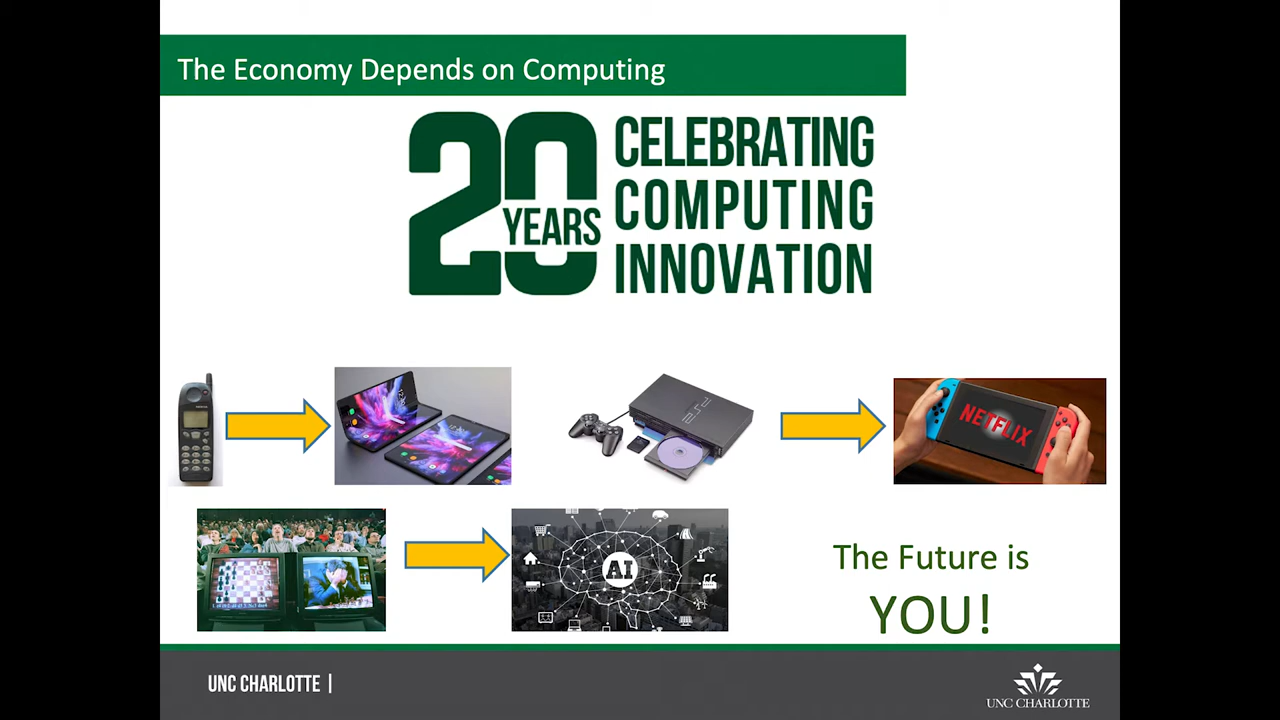 The Economy Depends on Computing
20
YEARS
CELEBRATING
COMPUTING
INNOVATION
NETFLIX
AI
The Future is
YOU!
UNC CHARLOTTE |
UNC CHARLOTTE